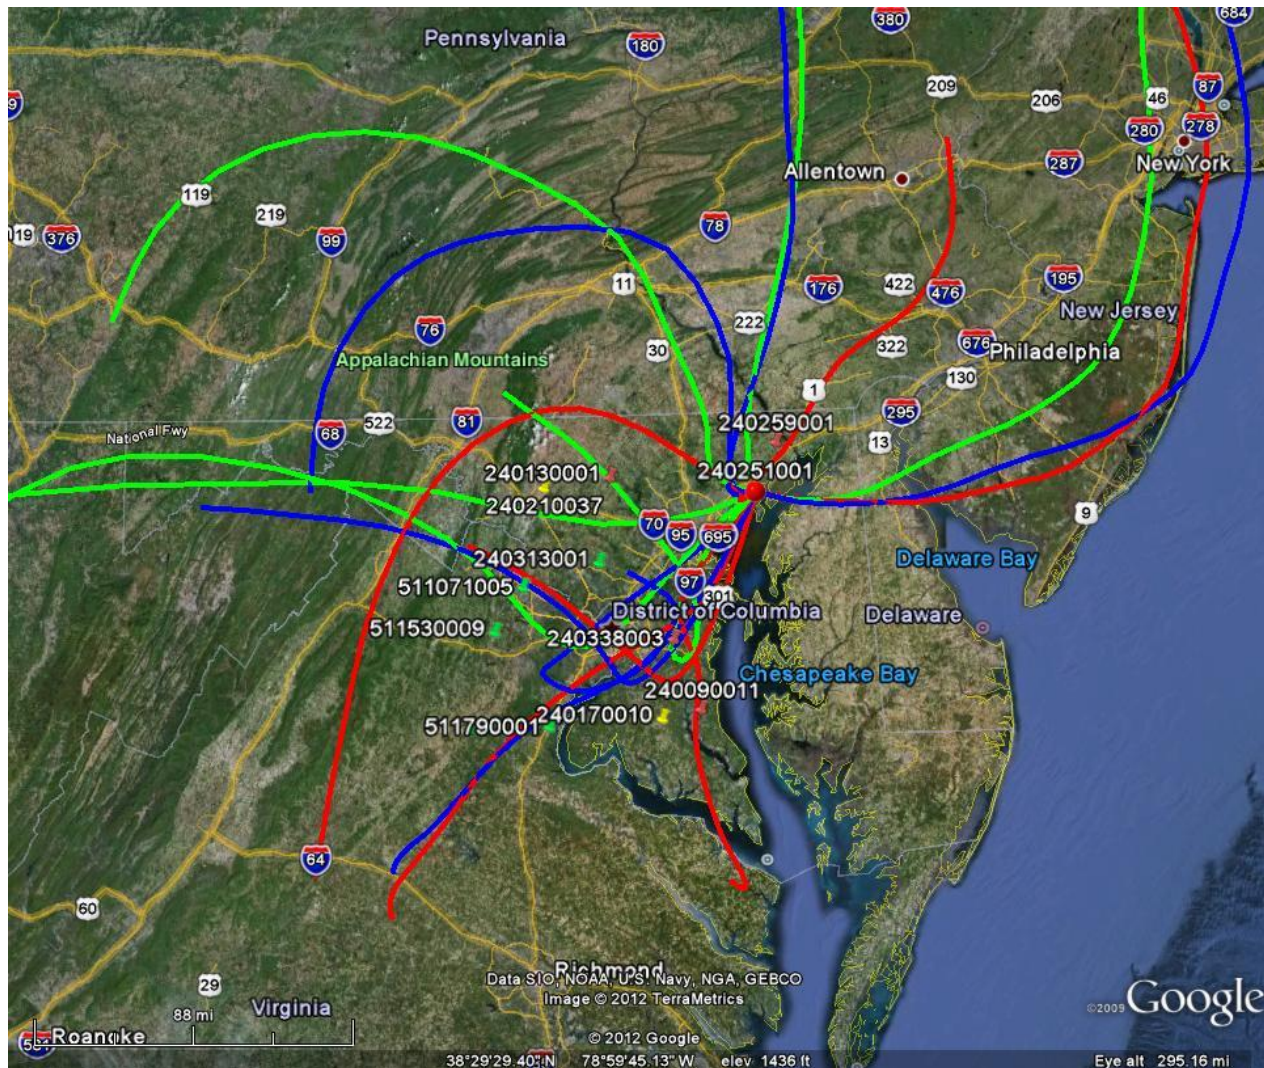 Pennsylvania
180
380
684
209
206
46
87
280
278
New York
Allentown
287
119
219
19
376
99
78
11
176
422
476
195
222
New Jersey
76
30
322
676
Philadelphia
Appalachian Mountains
130
1
295
National Fwy
68
522
81
240259001
13
240130001
240251001
240210037
9
70
95
695
240313001
Delaware Bay
511071005
97
301
District of Columbia
Delaware
511530009
240338003
Chesapeake Bay
240090011
240170010
511790001
64
60
29
Richmond
Data SIO, NOAA, U.S. Navy, NGA, GEBCO
Image © 2012 TerraMetrics
Virginia
88 mi
©2009 Google
Roanoke
© 2012 Google
38°29'29.40" N 78°59'45.13" W elev 1436 ft
Eye alt 295.16 mi